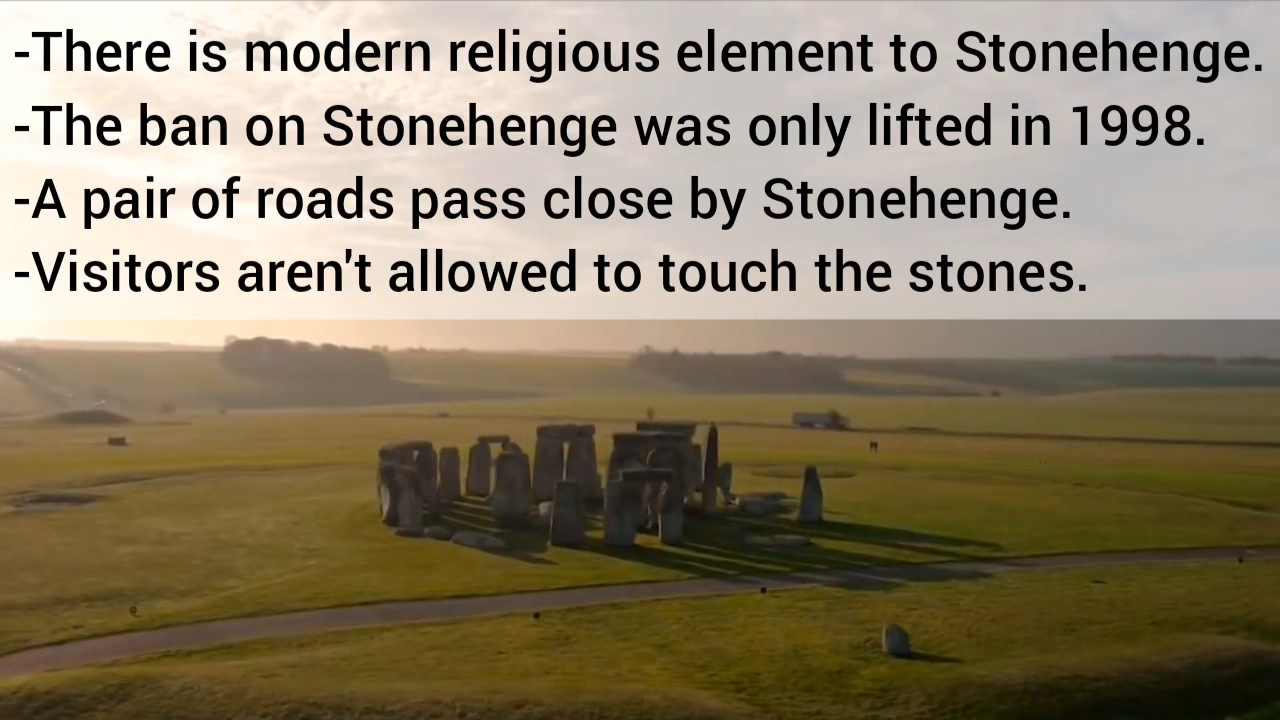 -There is modern religious element to Stonehenge.
-The ban on Stonehenge was only lifted in 1998.
-A pair of roads pass close by Stonehenge.
-Visitors aren't allowed to touch the stones.